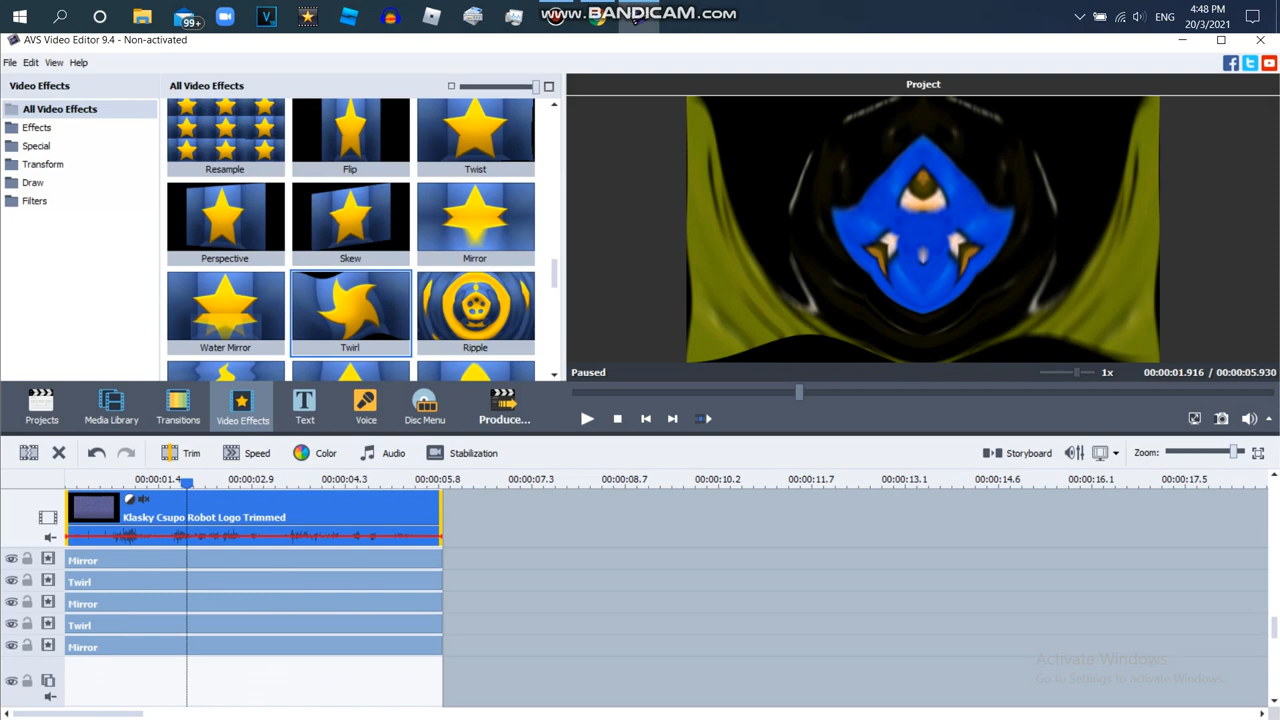 99+
www.BANDICAM.com
ENG
4:48 PM
20/3/2021
AVS Video Editor 9.4 - Non-activated
File Edit View Help
Video Effects
All Video Effects
Project
All Video Effects
Effects
Special
Transform
Draw
Filters
Resample
Flip
Twist
Perspective
Skew
Mirror
Water Mirror
Twirl
Ripple
Paused
1x
00:00:01.916 / 00:00:05.930
Projects
Media Library
Transitions
Video Effects
Text
Voice
Disc Menu
Produce...
Trim
Speed
Color
Audio
Stabilization
Storyboard
Zoom:
00:00:01.4
00:00:02.9
00:00:04.3
00:00:05.8
00:00:07.3
00:00:08.7
00:00:10.2
00:00:11.7
00:00:13.1
00:00:14.6
00:00:16.1
00:00:17.5
Klasky Csupo Robot Logo Trimmed
Mirror
Twirl
Mirror
Twirl
Mirror
Activate Windows
Go to Settings to activate Windows.